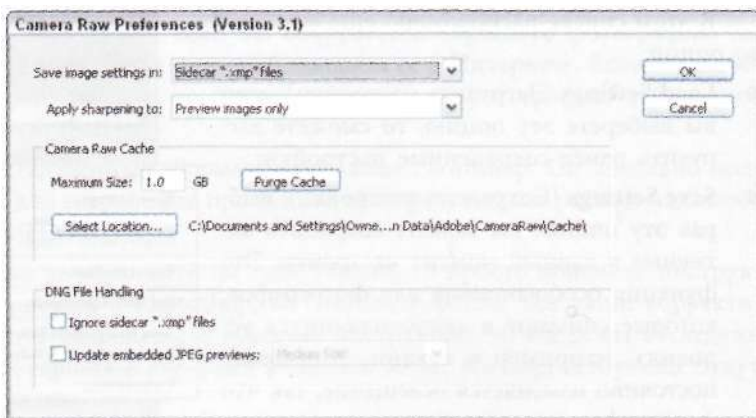 Camera Raw Preferences (Version 3.1)
Save image settings in: Sidecar ".xmp" files
OK
Apply sharpening to: Preview images only
Cancel
Camera Raw Cache
Maximum Size: 1.0 GB Purge Cache
Select Location... C:\Documents and Settings\Owne...n Data\Adobe\CameraRaw\Cache\
DNG File Handling
Ignore sidecar ".xmp" files
Update embedded JPEG previews: Medium Size